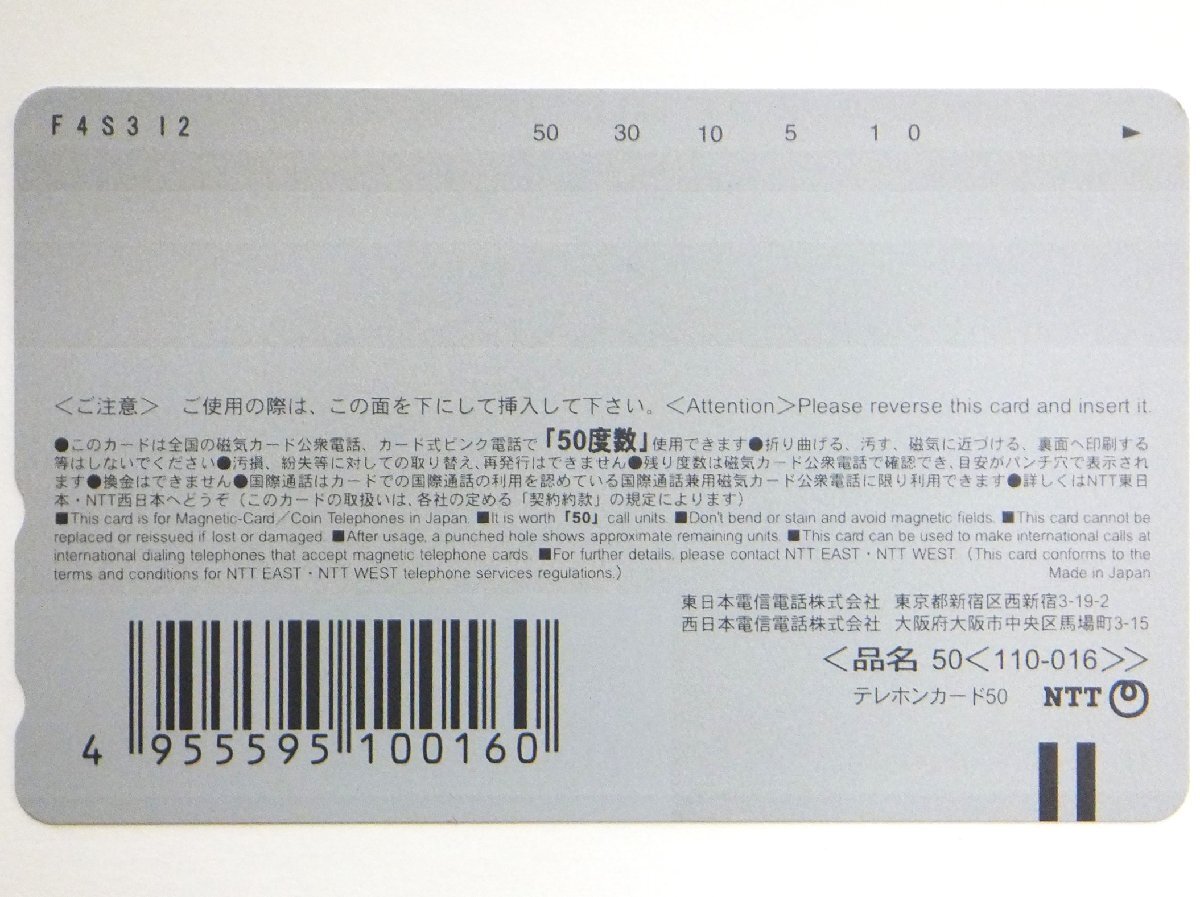 F4S312
50 30 10 5 1 0 ▶
＜ご注意＞ ご使用の際は、この面を下にして挿入して下さい。＜Attention＞Please reverse this card and insert it.
●このカードは全国の磁気カード公衆電話、カード式ピンク電話で「50度数」使用できます●折り曲げる、汚す、磁気に近づける、裏面へ印刷する
等はしないでください●汚損、紛失等に対しての取り替え、再発行はできません●残り度数は磁気カード公衆電話で確認でき、目安がパンチ穴で表示されま
す●換金はできません●国際通話はカードでの国際通話の利用を認めている国際通話兼用磁気カード公衆電話に限り利用できます●詳しくはNTT東日
本・NTT西日本へどうぞ（このカードの取扱いは、各社の定める「契約約款」の規定によります）
■This card is for Magnetic-Card／Coin Telephones in Japan. ■It is worth「50」call units. ■Don't bend or stain and avoid magnetic fields. ■This card cannot be
replaced or reissued if lost or damaged. ■After usage, a punched hole shows approximate remaining units. ■This card can be used to make international calls at
international dialing telephones that accept magnetic telephone cards. ■For further details, please contact NTT EAST・NTT WEST（This card conforms to the
terms and conditions for NTT EAST・NTT WEST telephone services regulations.） Made in Japan
東日本電信電話株式会社 東京都新宿区西新宿3-19-2
西日本電信電話株式会社 大阪府大阪市中央区馬場町3-15
＜品名 50＜110-016＞＞
テレホンカード50 NTT
4 955595 100160